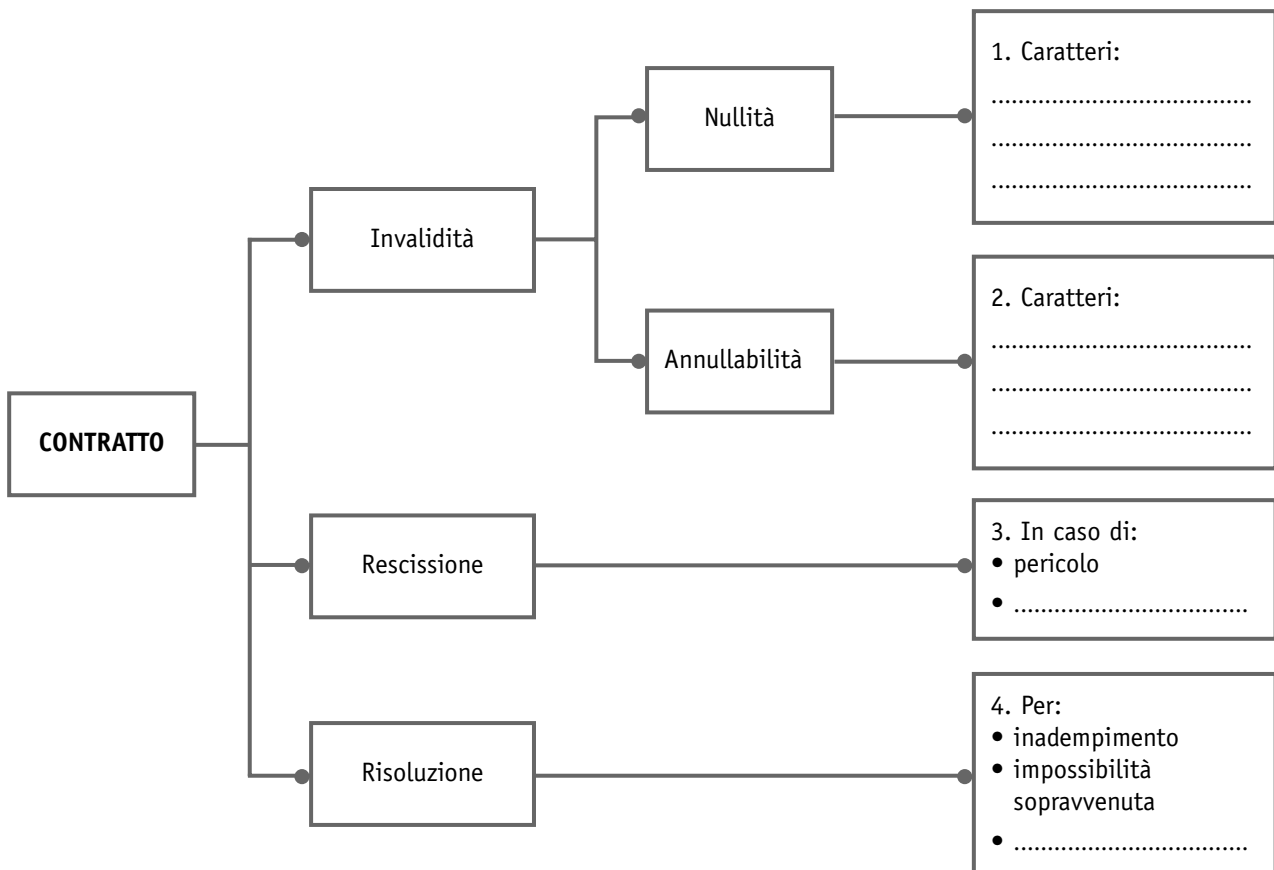 1. Caratteri:
.......................................
.......................................
.......................................
Nullità
Invalidità
2. Caratteri:
.......................................
.......................................
.......................................
Annullabilità
CONTRATTO
3. In caso di:
• pericolo
• ...................................
Rescissione
4. Per:
• inadempimento
• impossibilità
sopravvenuta
• ...................................
Risoluzione